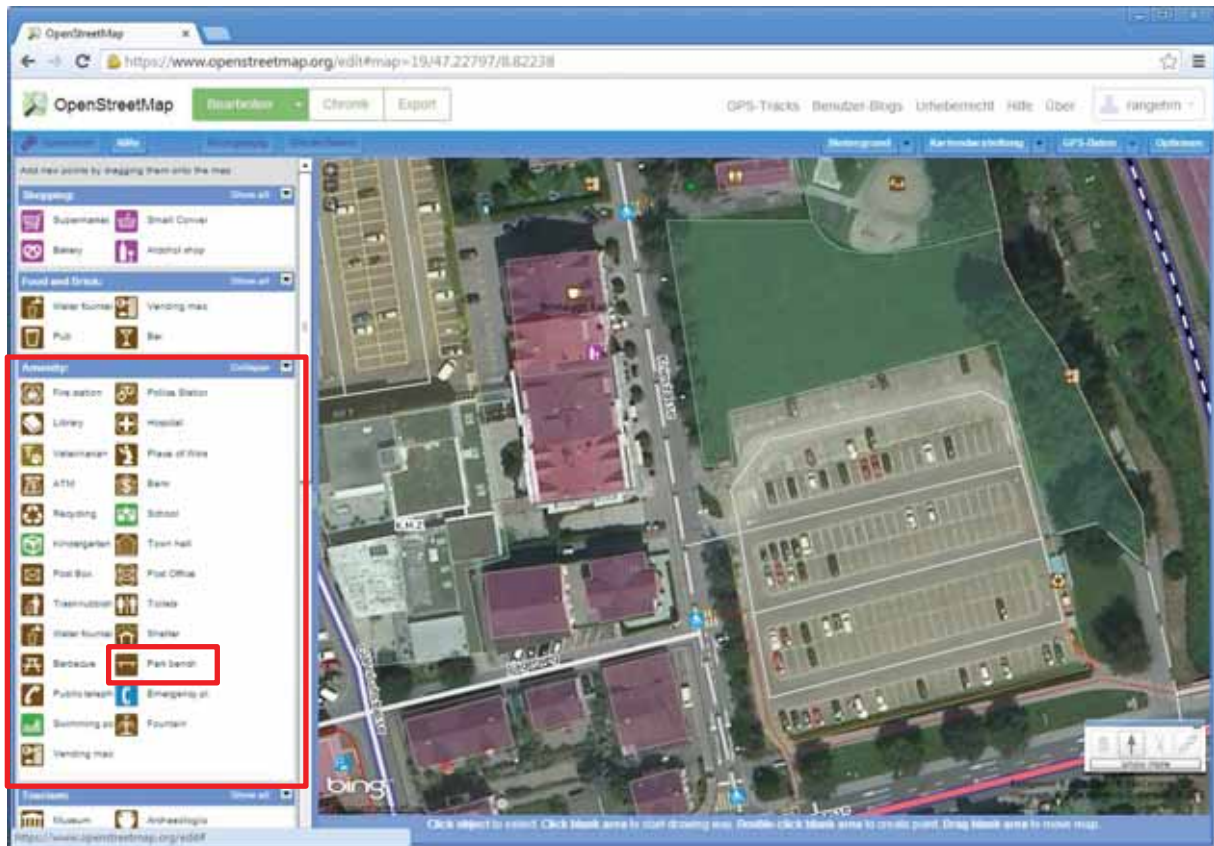 OpenStreetMap
https://www.openstreetmap.org/edit#map=19/47.22797/8.82238
OpenStreetMap Bearbeiten Chronik Export GPS-Tracks Benutzer-Blogs Urheberrecht Hilfe Über rangehrn
Hilfe Hintergrund Kartendarstellung GPS-Daten Optionen
Add new points by dragging them onto the map
Shopping: Show all
Supermarket Small Conver
Bakery Alcohol shop
Food and Drink: Show all
Water fountai Vending mac
Pub Bar
Amenity: Collapse
Fire station Police Station
Library Hospital
Veterinarian Place of Wors
ATM Bank
Recycling School
Kindergarten Town hall
Post Box Post Office
Toilets
Water fountai Shelter
Barbecue Park bench
Public teleph Emergency pl
Swimming po Fountain
Vending mac
Tourism: Show all
Museum Archaeologic
https://www.openstreetmap.org/edit#
bing
Show more
Click object to select. Click blank area to start drawing way. Double-click blank area to create point. Drag blank area to move map.